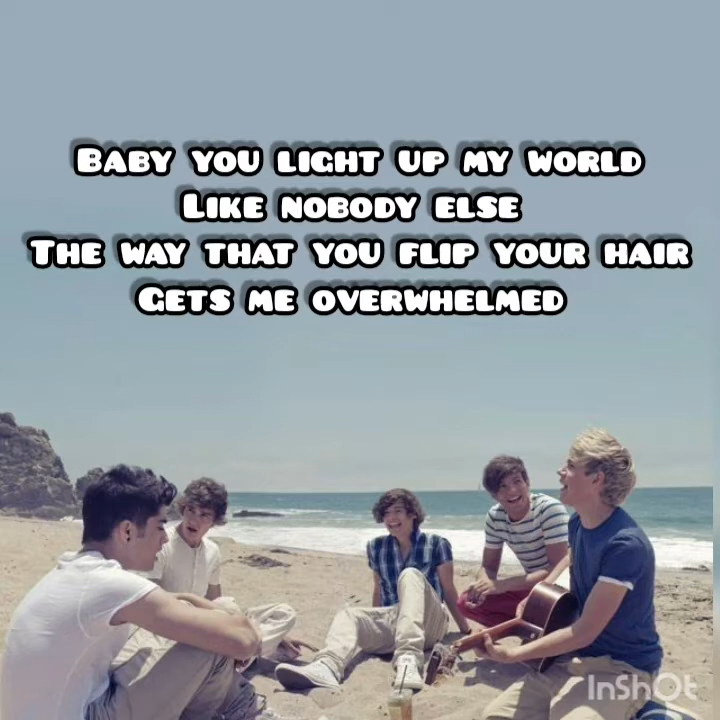 Baby you light up my world
Like nobody else
The way that you flip your hair
Gets me overwhelmed
InShOt